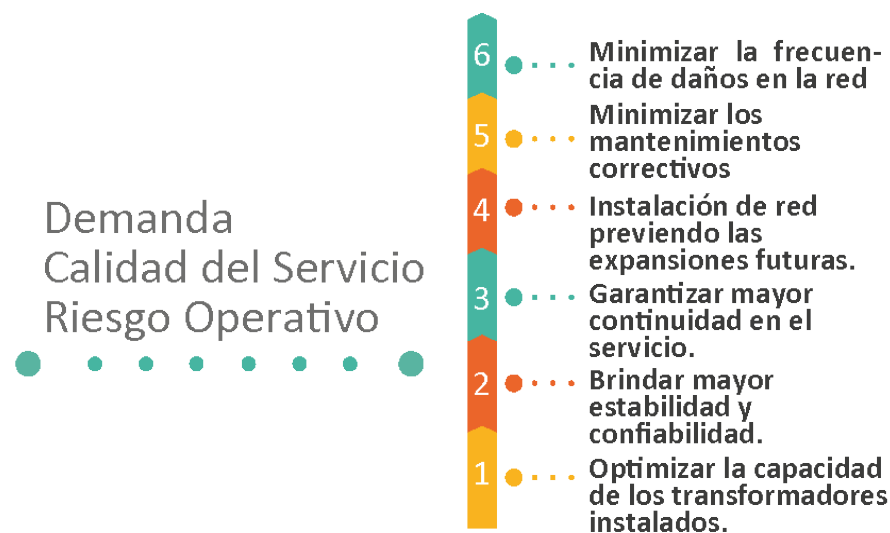 Demanda
Calidad del Servicio
Riesgo Operativo
6
Minimizar la frecuen-
cia de daños en la red
5
Minimizar los
mantenimientos
correctivos
4
Instalación de red
previendo las
expansiones futuras.
3
Garantizar mayor
continuidad en el
servicio.
2
Brindar mayor
estabilidad y
confiabilidad.
1
Optimizar la capacidad
de los transformadores
instalados.